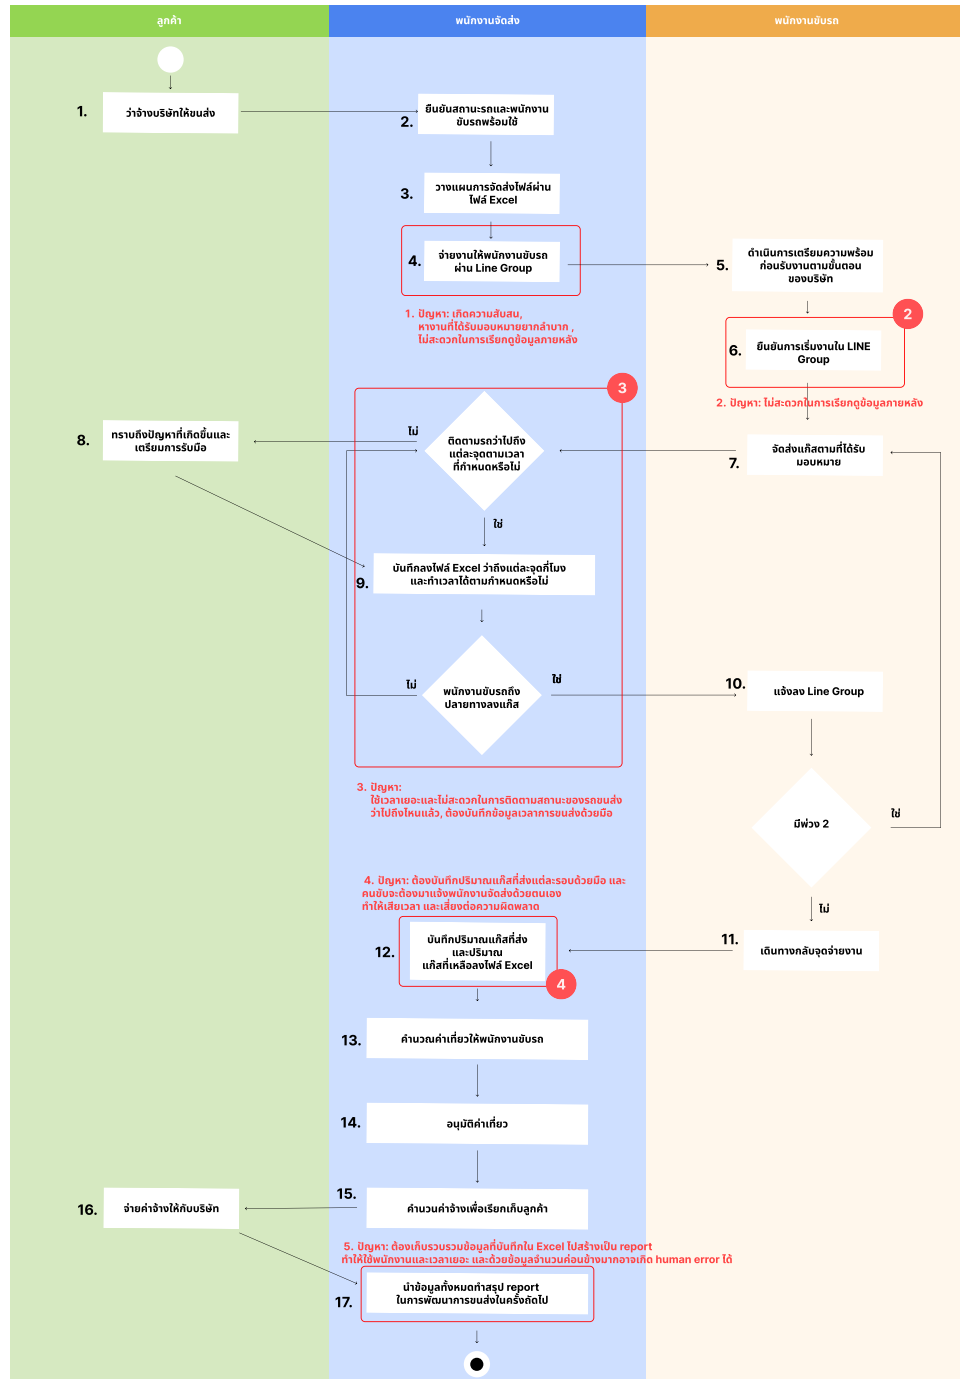 ลูกค้า
พนักงานจัดส่ง
พนักงานขับรถ
1.
ว่าจ้างบริษัทให้ขนส่ง
2.
ยืนยันสถานะรถและพนักงาน
ขับรถพร้อมใช้
3.
วางแผนการจัดส่งไฟล์ผ่าน
ไฟล์ Excel
4.
จ่ายงานให้พนักงานขับรถ
ผ่าน Line Group
5.
ดำเนินการเตรียมความพร้อม
ก่อนรับงานตามขั้นตอน
ของบริษัท
1. ปัญหา: เกิดความสับสน,
หางานที่ได้รับมอบหมายยากลำบาก ,
ไม่สะดวกในการเรียกดูข้อมูลภายหลัง
2
6.
ยืนยันการเริ่มงานใน LINE
Group
2. ปัญหา: ไม่สะดวกในการเรียกดูข้อมูลภายหลัง
3
8.
ทราบถึงปัญหาที่เกิดขึ้นและ
เตรียมการรับมือ
ไม่
ติดตามรถว่าไปถึง
แต่ละจุดตามเวลา
ที่กำหนดหรือไม่
7.
จัดส่งแก๊สตามที่ได้รับ
มอบหมาย
ใช่
9.
บันทึกลงไฟล์ Excel ว่าถึงแต่ละจุดกี่โมง
และทำเวลาได้ตามกำหนดหรือไม่
ไม่
พนักงานขับรถถึง
ปลายทางลงแก๊ส
ใช่
10.
แจ้งลง Line Group
3. ปัญหา:
ใช้เวลาเยอะและไม่สะดวกในการติดตามสถานะของรถขนส่ง
ว่าไปถึงไหนแล้ว, ต้องบันทึกข้อมูลเวลาการขนส่งด้วยมือ
มีพ่วง 2
ใช่
ไม่
4. ปัญหา: ต้องบันทึกปริมาณแก๊สที่ส่งแต่ละรอบด้วยมือ และ
คนขับจะต้องมาแจ้งพนักงานจัดส่งด้วยตนเอง
ทำให้เสียเวลา และเสี่ยงต่อความผิดพลาด
11.
เดินทางกลับจุดจ่ายงาน
12.
บันทึกปริมาณแก๊สที่ส่ง
และปริมาณ
แก๊สที่เหลือลงไฟล์ Excel
4
13.
คำนวณค่าเที่ยวให้พนักงานขับรถ
14.
อนุมัติค่าเที่ยว
15.
คำนวนค่าจ้างเพื่อเรียกเก็บลูกค้า
16.
จ่ายค่าจ้างให้กับบริษัท
5. ปัญหา: ต้องเก็บรวบรวมข้อมูลที่บันทึกใน Excel ไปสร้างเป็น report
ทำให้ใช้พนักงานและเวลาเยอะ และด้วยข้อมูลจำนวนค่อนข้างมากอาจเกิด human error ได้
17.
นำข้อมูลทั้งหมดทำสรุป report
ในการพัฒนาการขนส่งในครั้งถัดไป